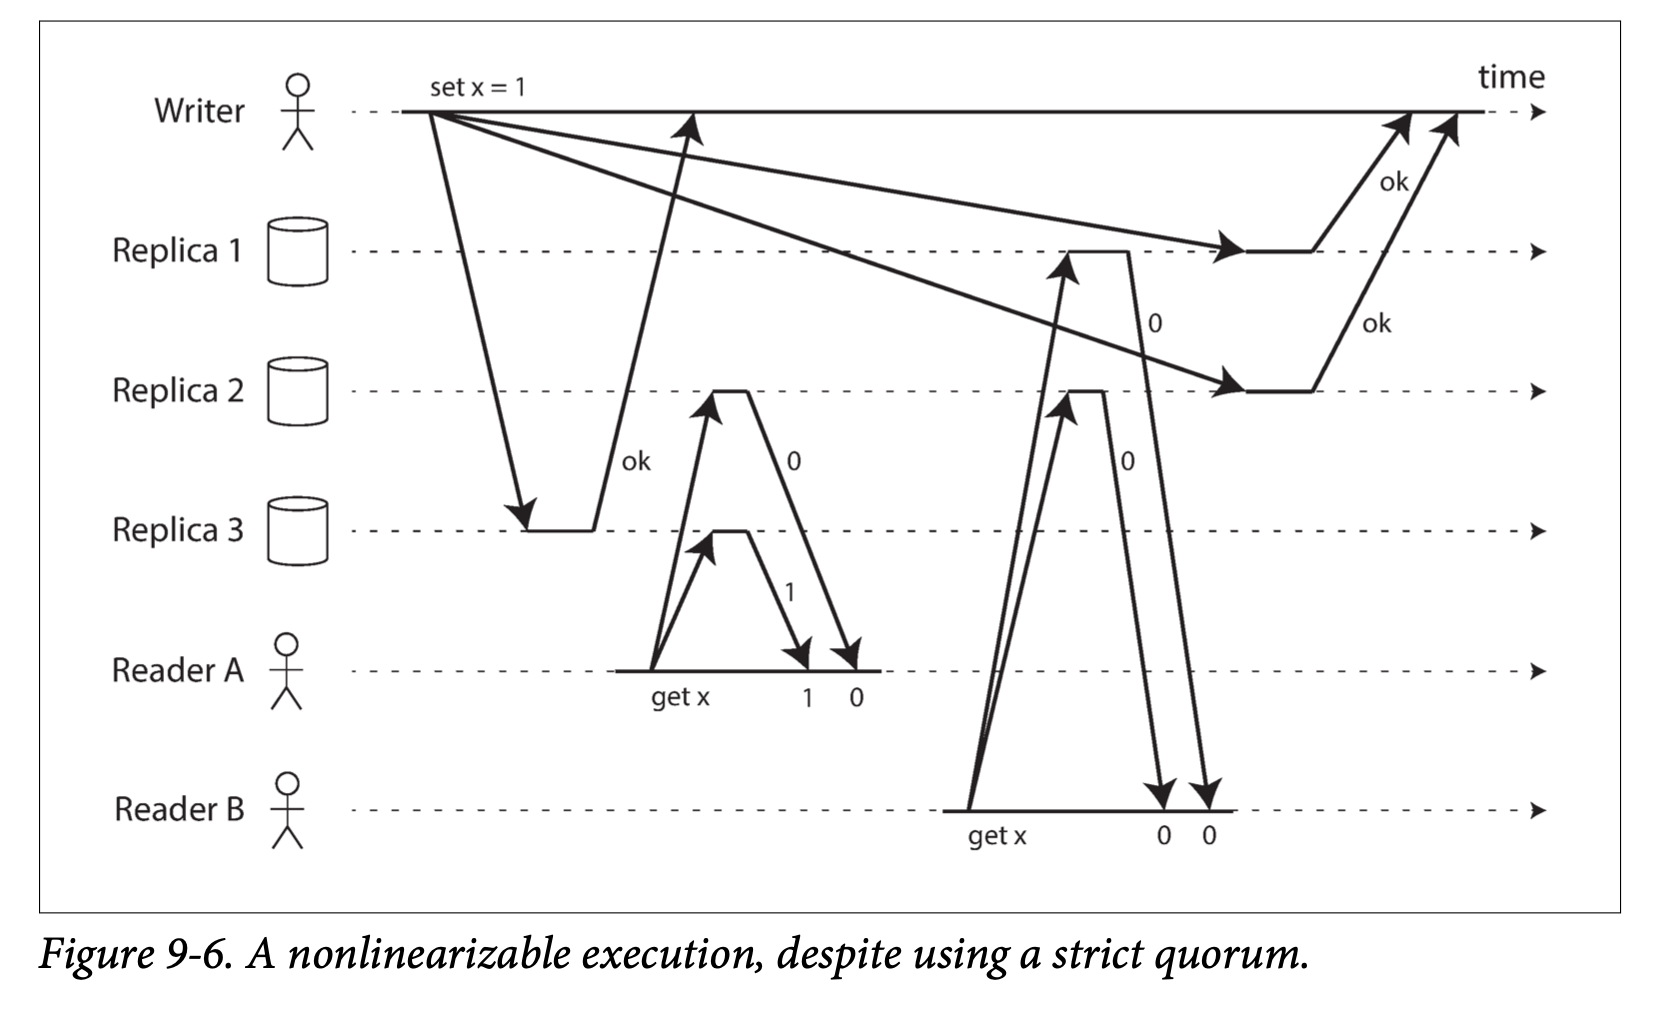 set x = 1
time
Writer
ok
Replica 1
0
ok
Replica 2
ok
0
0
Replica 3
1
Reader A
get x
1
0
Reader B
get x
0
0
Figure 9-6. A nonlinearizable execution, despite using a strict quorum.